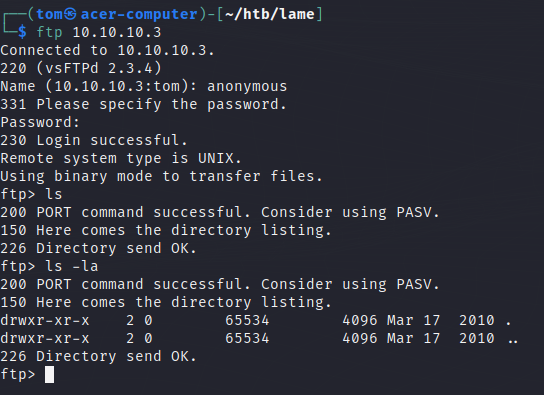 ┌──(tom㉿acer-computer)-[~/htb/lame]
└─$ ftp 10.10.10.3
Connected to 10.10.10.3.
220 (vsFTPd 2.3.4)
Name (10.10.10.3:tom): anonymous
331 Please specify the password.
Password:
230 Login successful.
Remote system type is UNIX.
Using binary mode to transfer files.
ftp> ls
200 PORT command successful. Consider using PASV.
150 Here comes the directory listing.
226 Directory send OK.
ftp> ls -la
200 PORT command successful. Consider using PASV.
150 Here comes the directory listing.
drwxr-xr-x    2 0        65534        4096 Mar 17  2010 .
drwxr-xr-x    2 0        65534        4096 Mar 17  2010 ..
226 Directory send OK.
ftp>